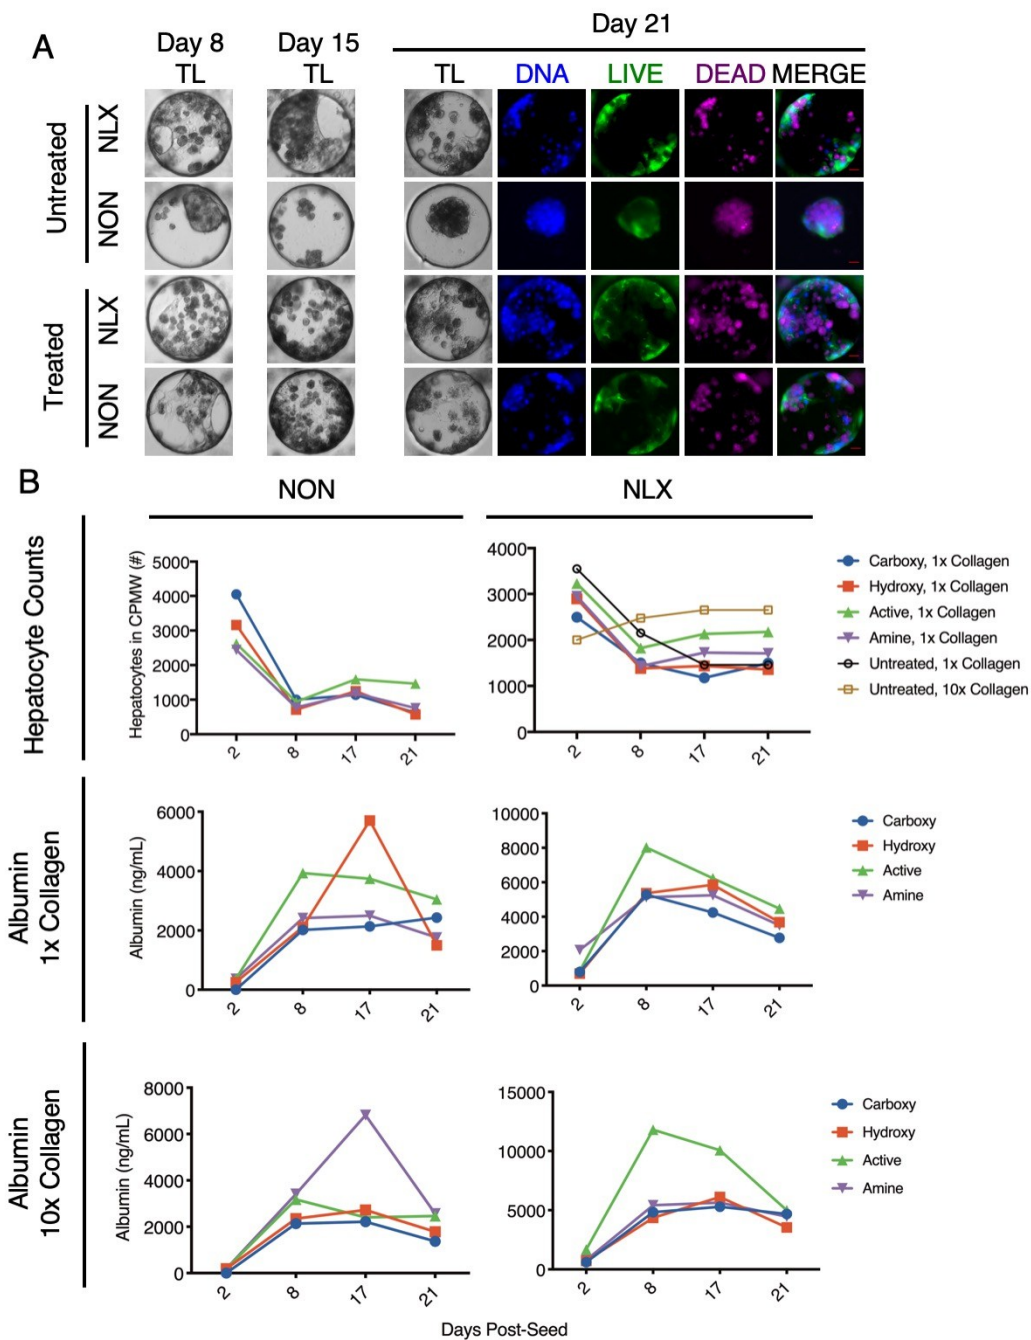 A
Day 8
TL
Day 15
TL
Day 21
TL DNA LIVE DEAD MERGE
Untreated
NLX
NON
Treated
NLX
NON
B
NON NLX
Hepatocyte Counts
Hepatocytes in CPMW (#)
5000
4000
3000
2000
1000
0
2 8 17 21
4000
3000
2000
1000
0
2 8 17 21
Carboxy, 1x Collagen
Hydroxy, 1x Collagen
Active, 1x Collagen
Amine, 1x Collagen
Untreated, 1x Collagen
Untreated, 10x Collagen
Albumin
1x Collagen
Albumin (ng/mL)
6000
4000
2000
0
2 8 17 21
10000
8000
6000
4000
2000
0
2 8 17 21
Carboxy
Hydroxy
Active
Amine
Albumin
10x Collagen
Albumin (ng/mL)
8000
6000
4000
2000
0
2 8 17 21
15000
10000
5000
0
2 8 17 21
Carboxy
Hydroxy
Active
Amine
Days Post-Seed